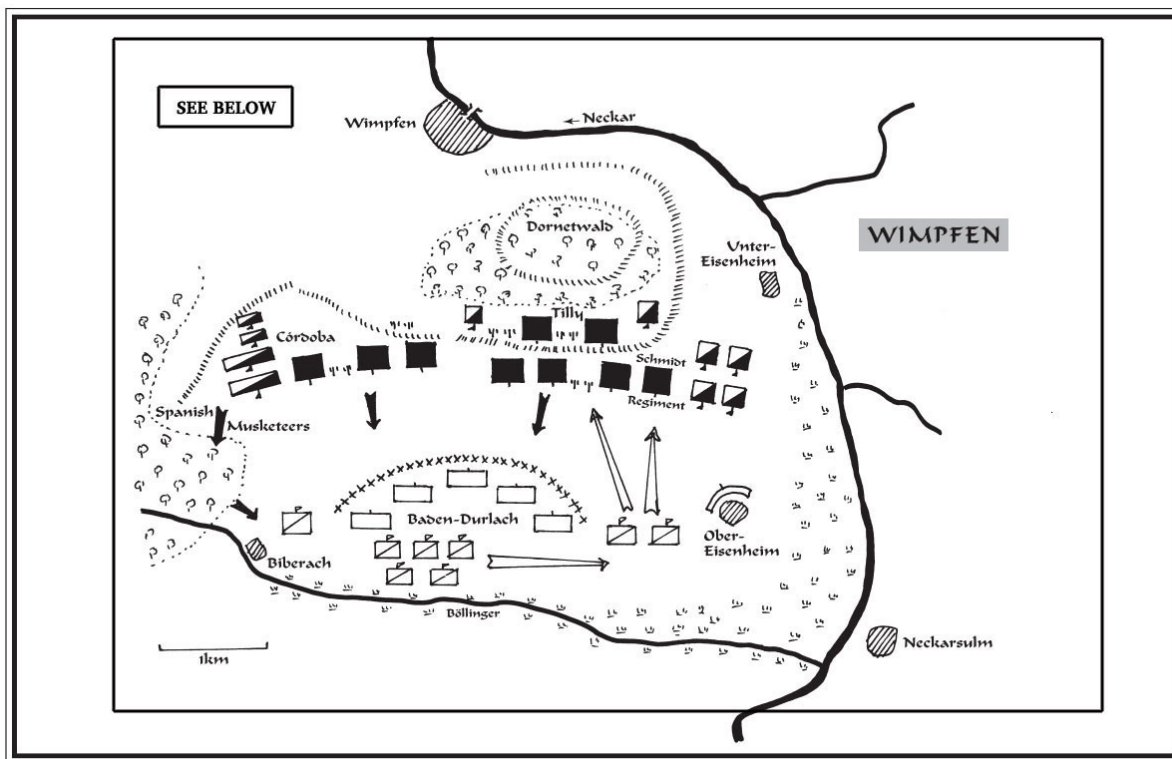 SEE BELOW
Wimpfen
← Neckar
Dornetwald
WIMPFEN
Unter-
Eisenheim
Tilly
Córdoba
Schmidt
Regiment
Spanish
Musketeers
Baden-Durlach
Ober-
Eisenheim
Biberach
Böllinger
Neckarsulm
1km